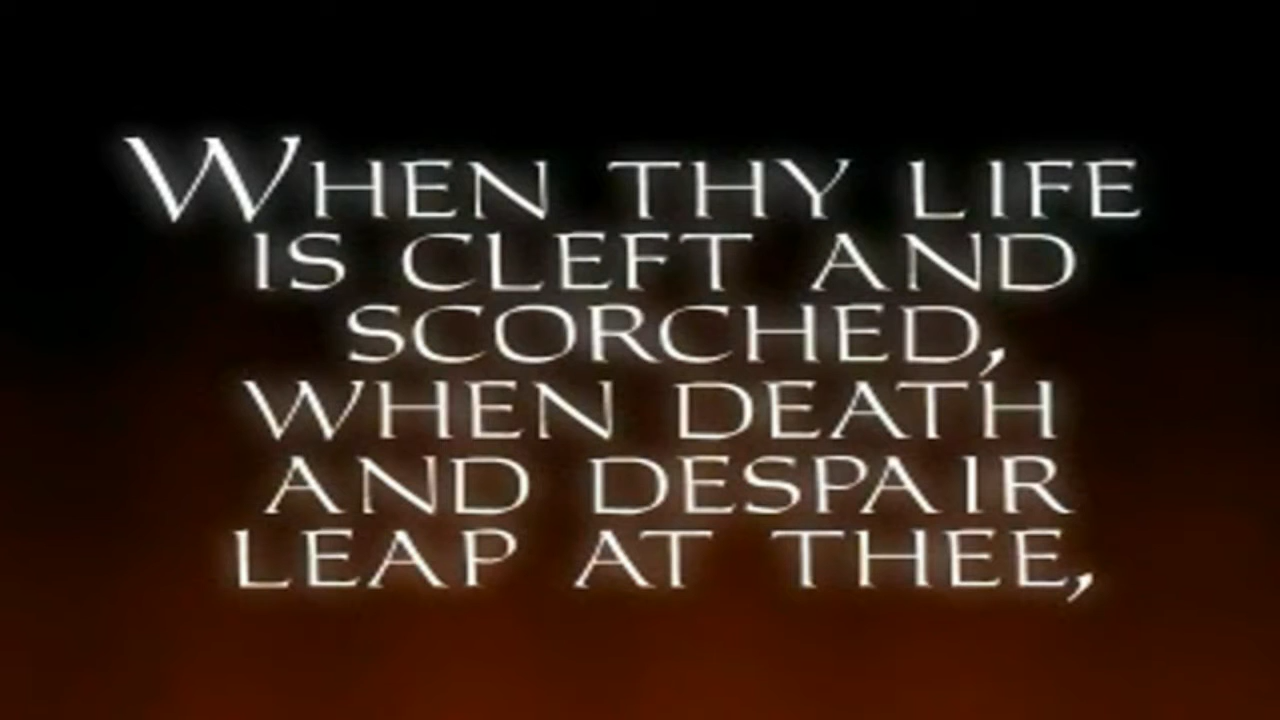 WHEN THY LIFE
IS CLEFT AND
SCORCHED,
WHEN DEATH
AND DESPAIR
LEAP AT THEE,